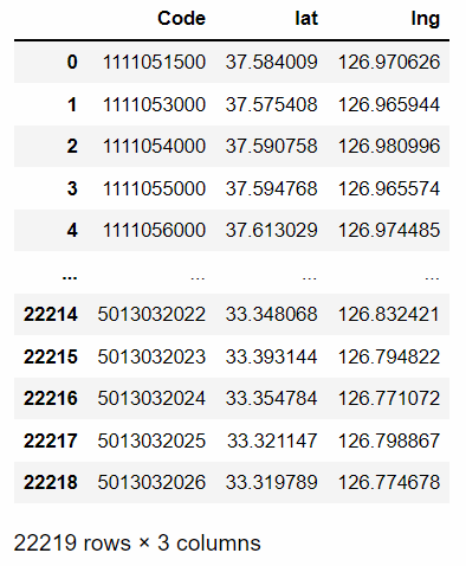 Code lat lng
0 1111051500 37.584009 126.970626
1 1111053000 37.575408 126.965944
2 1111054000 37.590758 126.980996
3 1111055000 37.594768 126.965574
4 1111056000 37.613029 126.974485
... ... ... ...
22214 5013032022 33.348068 126.832421
22215 5013032023 33.393144 126.794822
22216 5013032024 33.354784 126.771072
22217 5013032025 33.321147 126.798867
22218 5013032026 33.319789 126.774678
22219 rows × 3 columns